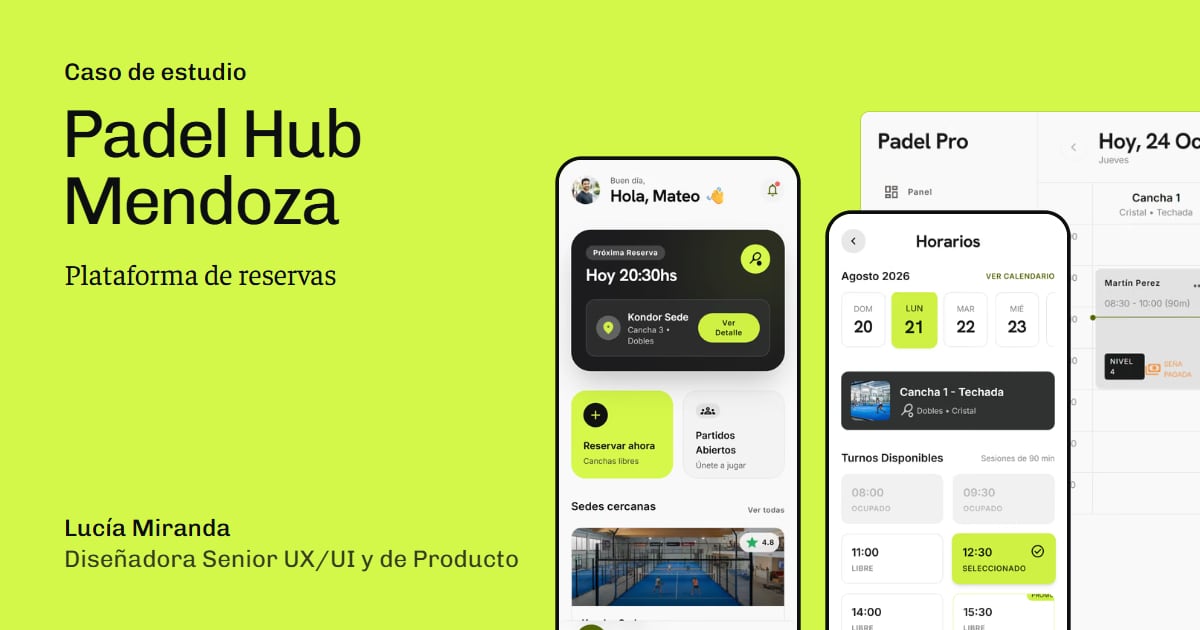 Caso de estudio
Padel Hub
Mendoza
Plataforma de reservas
Lucía Miranda
Diseñadora Senior UX/UI y de Producto
Buen día,
Hola, Mateo 👋
Próxima Reserva
Hoy 20:30hs
Kondor Sede
Cancha 3 •
Dobles
Ver
Detalle
Reservar ahora
Canchas libres
Partidos
Abiertos
Únete a jugar
Sedes cercanas
Ver todas
4.8
Horarios
Agosto 2026
VER CALENDARIO
DOM
20
LUN
21
MAR
22
MIÉ
23
Cancha 1 - Techada
Dobles • Cristal
Turnos Disponibles
Sesiones de 90 min
08:00
OCUPADO
09:30
OCUPADO
11:00
LIBRE
12:30
SELECCIONADO
14:00
LIBRE
15:30
LIBRE
Padel Pro
Panel
Hoy, 24 Oc
Jueves
Cancha 1
Cristal • Techada
Martín Perez
08:30 - 10:00 (90m)
NIVEL
4
SEÑA
PAGADA